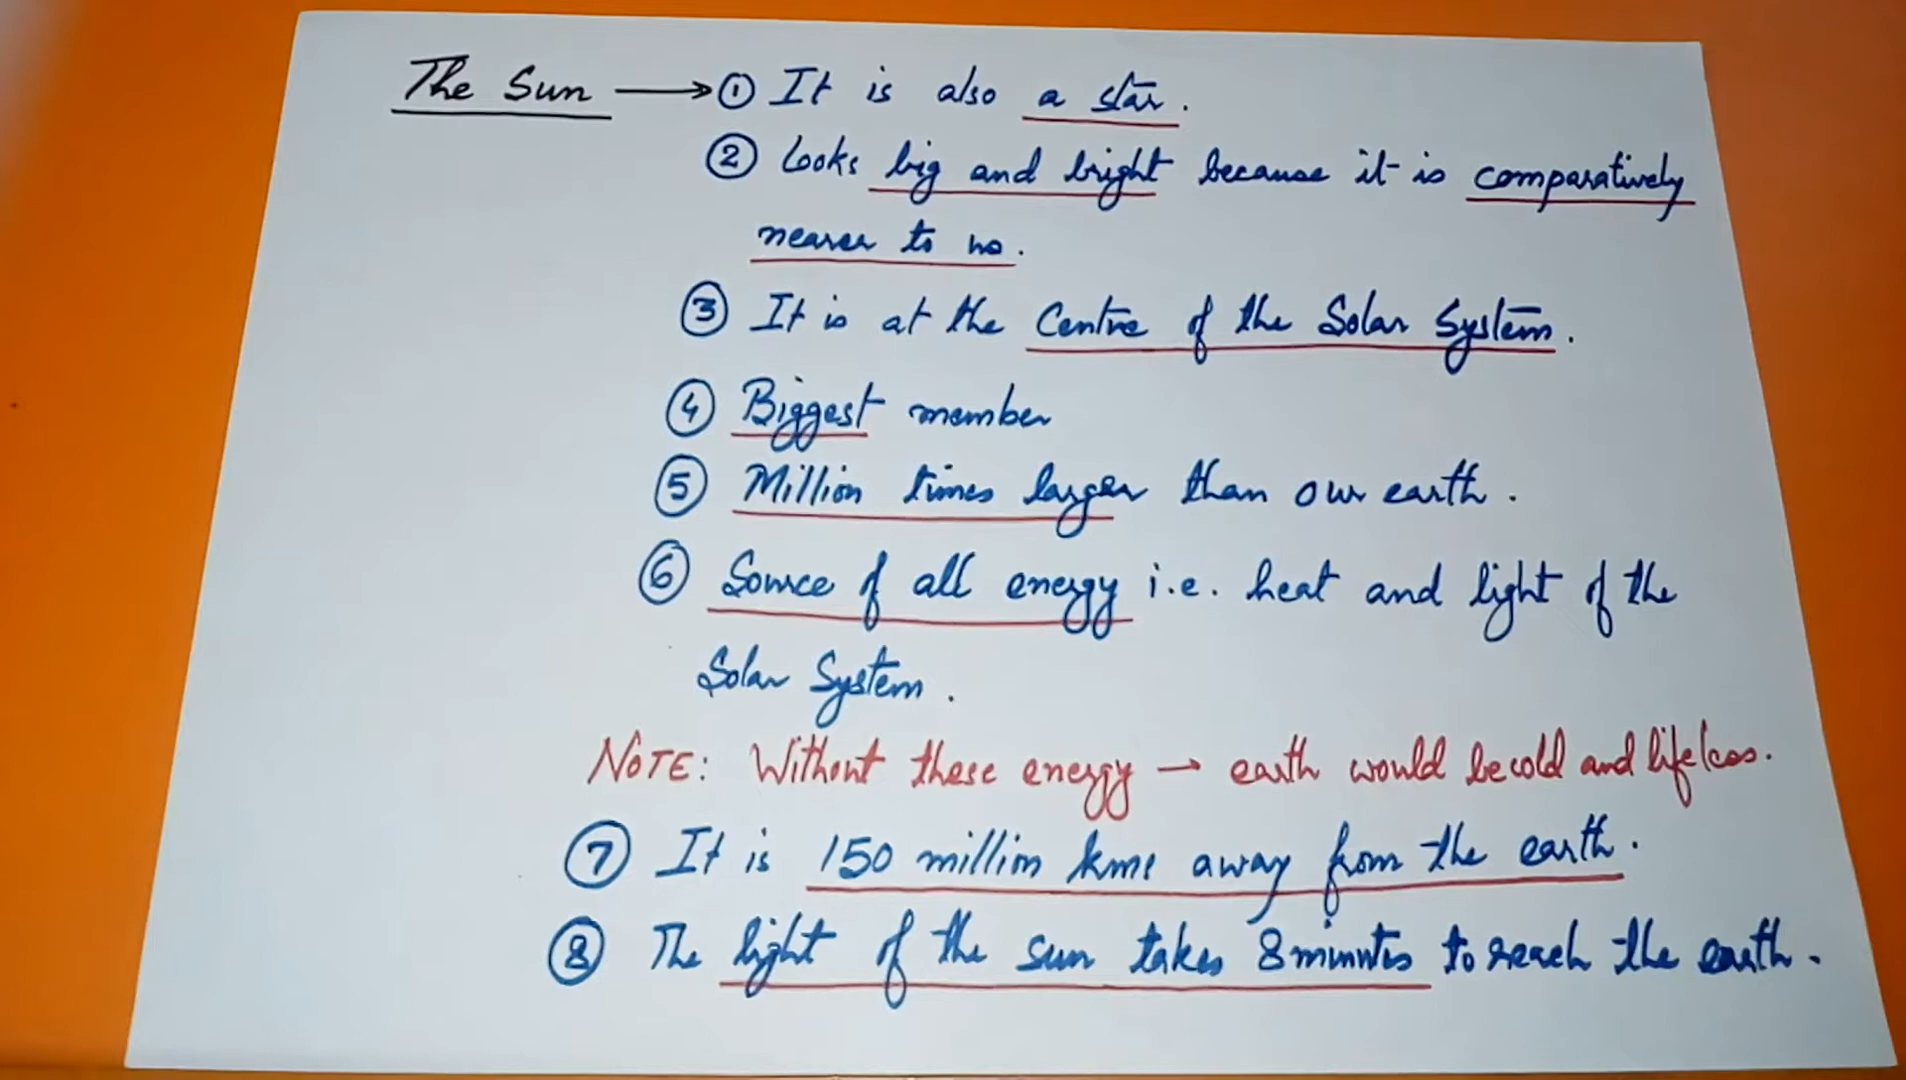 The Sun → ① It is also a star.
② Looks big and bright because it is comparatively
nearer to us.
③ It is at the Centre of the Solar System.
④ Biggest member
⑤ Million times larger than our earth.
⑥ Source of all energy i.e. heat and light of the
Solar System.
NOTE: Without these energy → earth would be cold and lifeless.
⑦ It is 150 million kms away from the earth.
⑧ The light of the sun takes 8 minutes to reach the earth.